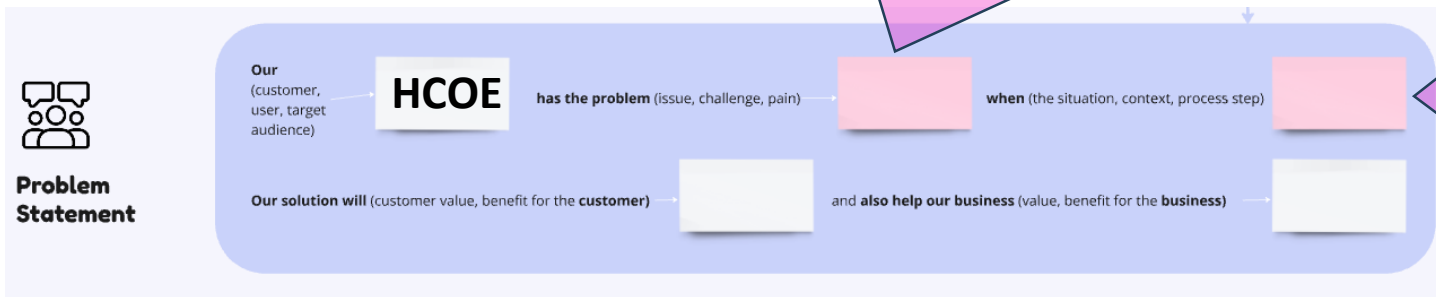 Our
(customer,
user, target
audience)
HCOE
has the problem (issue, challenge, pain)
when (the situation, context, process step)
Problem
Statement
Our solution will (customer value, benefit for the customer)
and also help our business (value, benefit for the business)